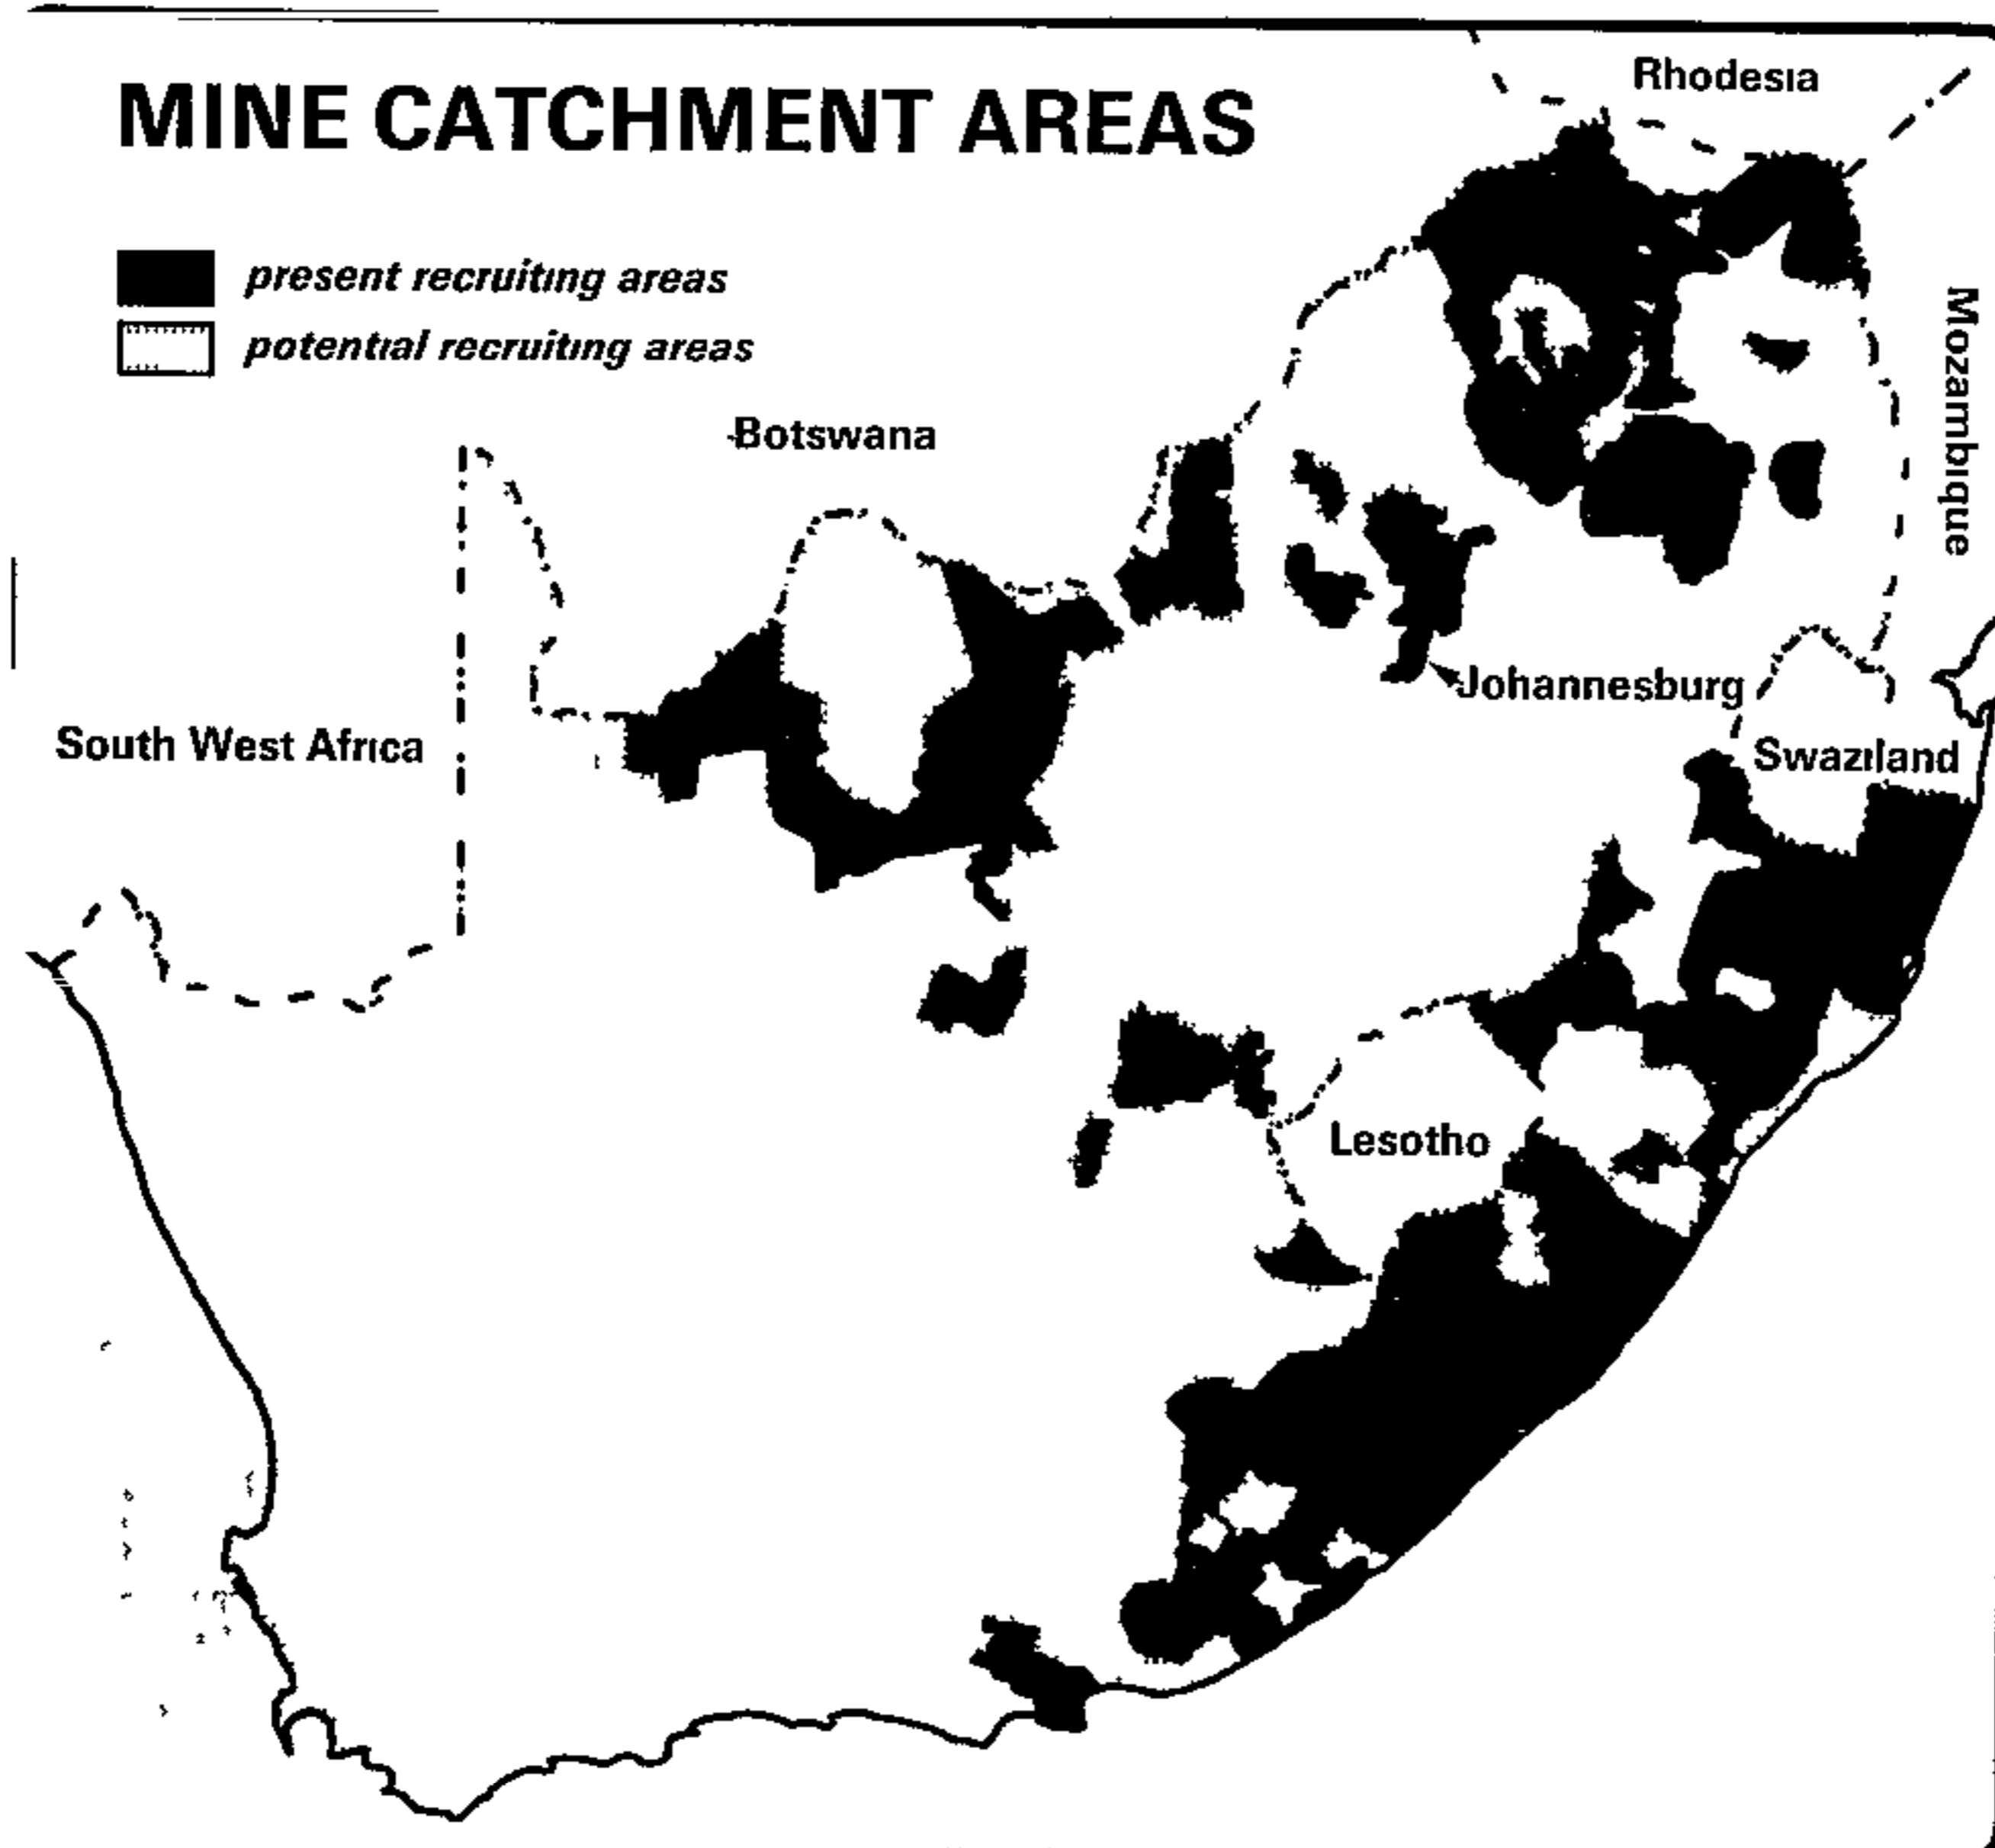 MINE CATCHMENT AREAS
present recruiting areas
potential recruiting areas
Rhodesia
Mozambique
Botswana
Johannesburg
South West Africa
Swaziland
Lesotho